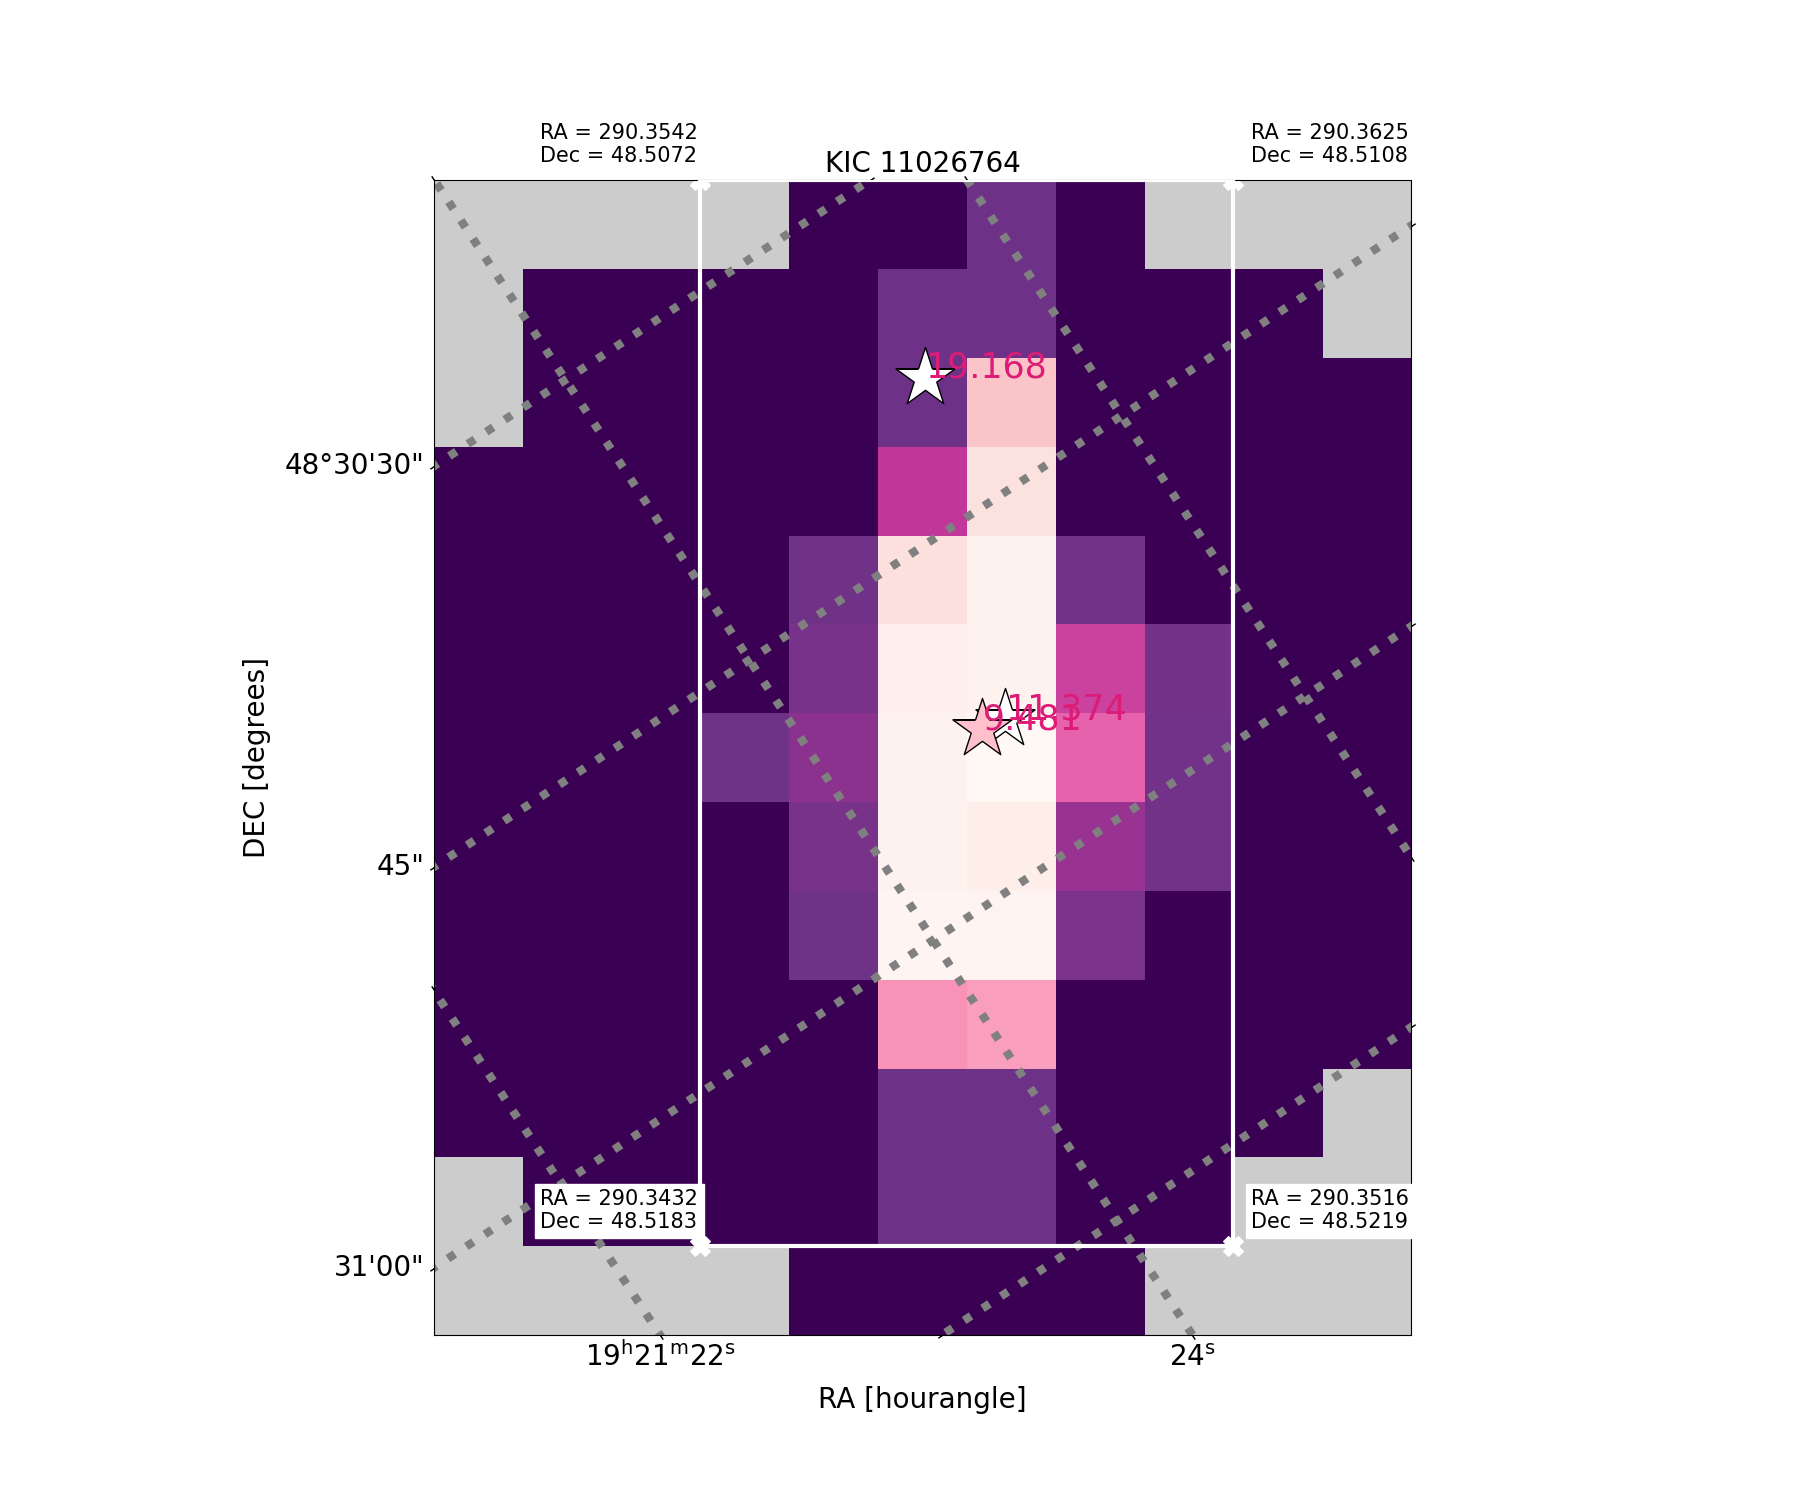 RA = 290.3542
Dec = 48.5072
RA = 290.3625
Dec = 48.5108
KIC 11026764
19.168
48°30'30"
11.374
9.481
DEC [degrees]
45"
RA = 290.3432
Dec = 48.5183
RA = 290.3516
Dec = 48.5219
31'00"
19h21m22s
24s
RA [hourangle]